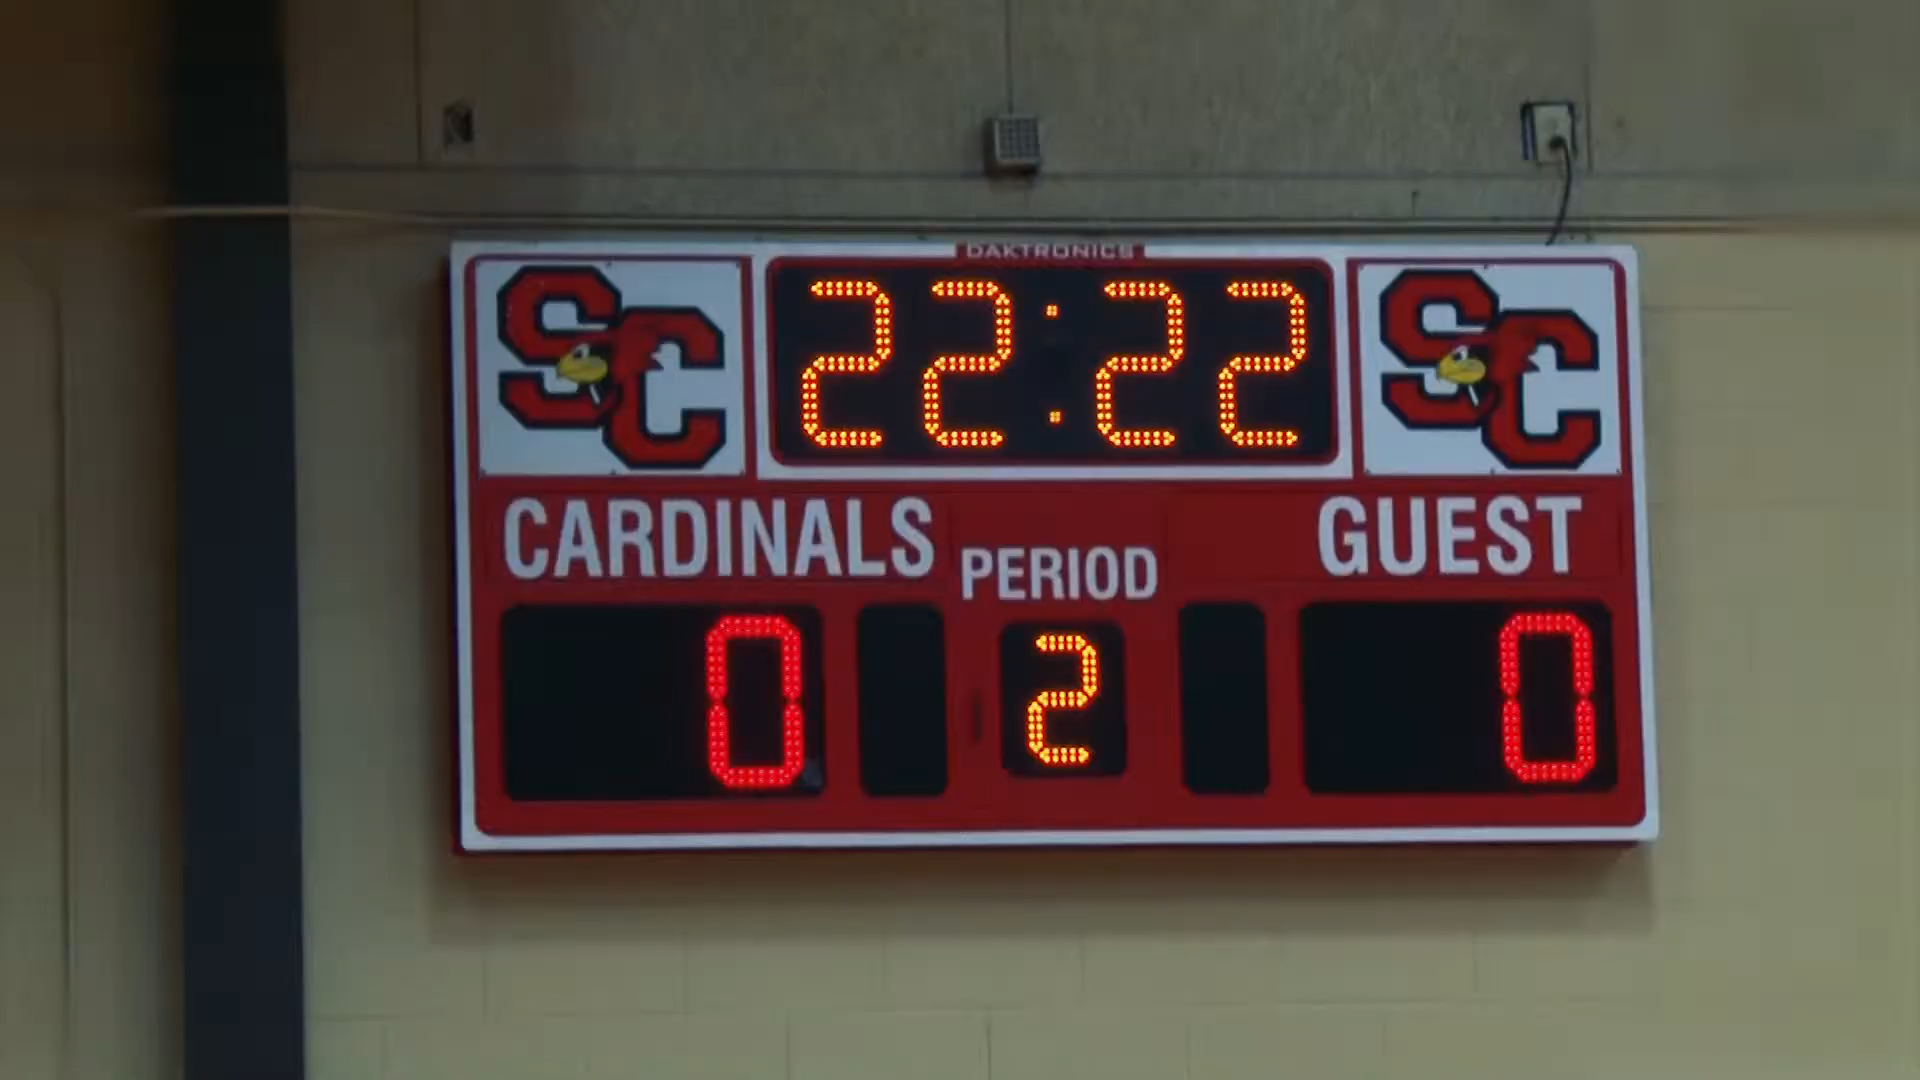 DAKTRONICS
SC
22:22
SC
CARDINALS
PERIOD
GUEST
0
2
0